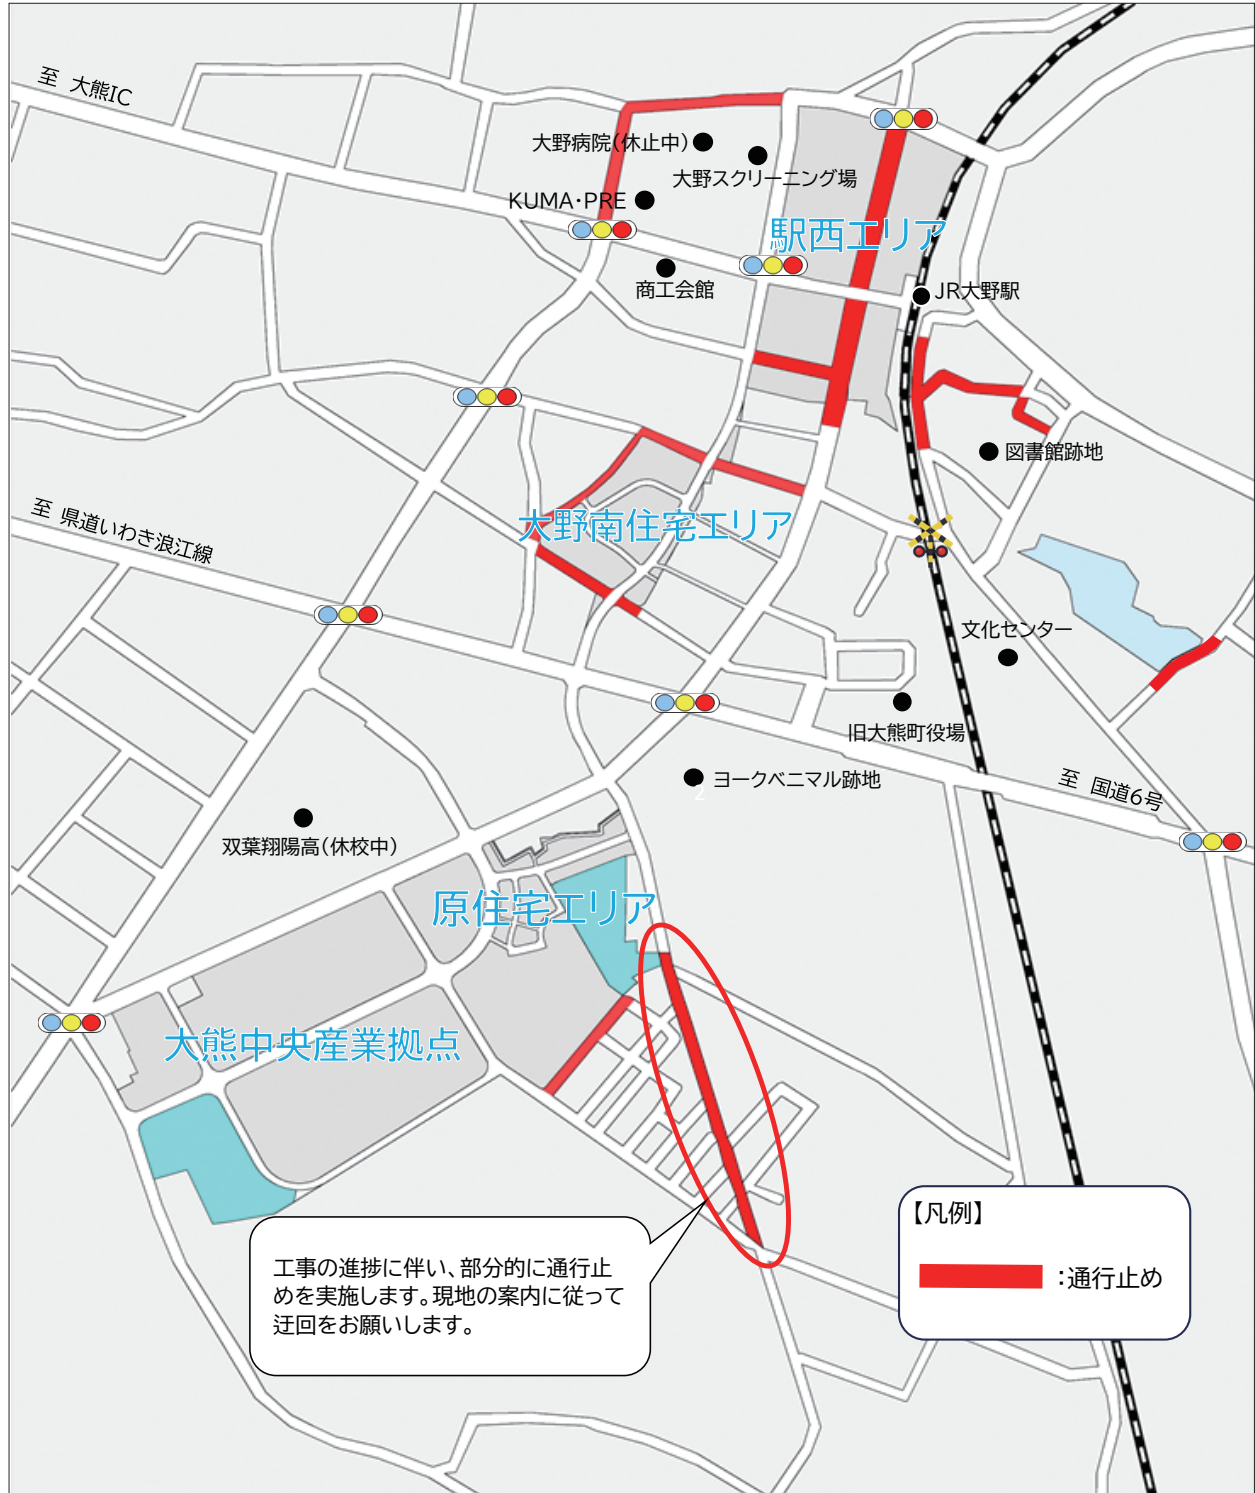 至 大熊IC
大野病院(休止中)
大野スクリーニング場
KUMA・PRE
駅西エリア
商工会館
JR大野駅
図書館跡地
至 県道いわき浪江線
大野南住宅エリア
文化センター
旧大熊町役場
ヨークベニマル跡地
2
至 国道6号
双葉翔陽高(休校中)
原住宅エリア
大熊中央産業拠点
【凡例】
:通行止め
工事の進捗に伴い、部分的に通行止
めを実施します。現地の案内に従って
迂回をお願いします。